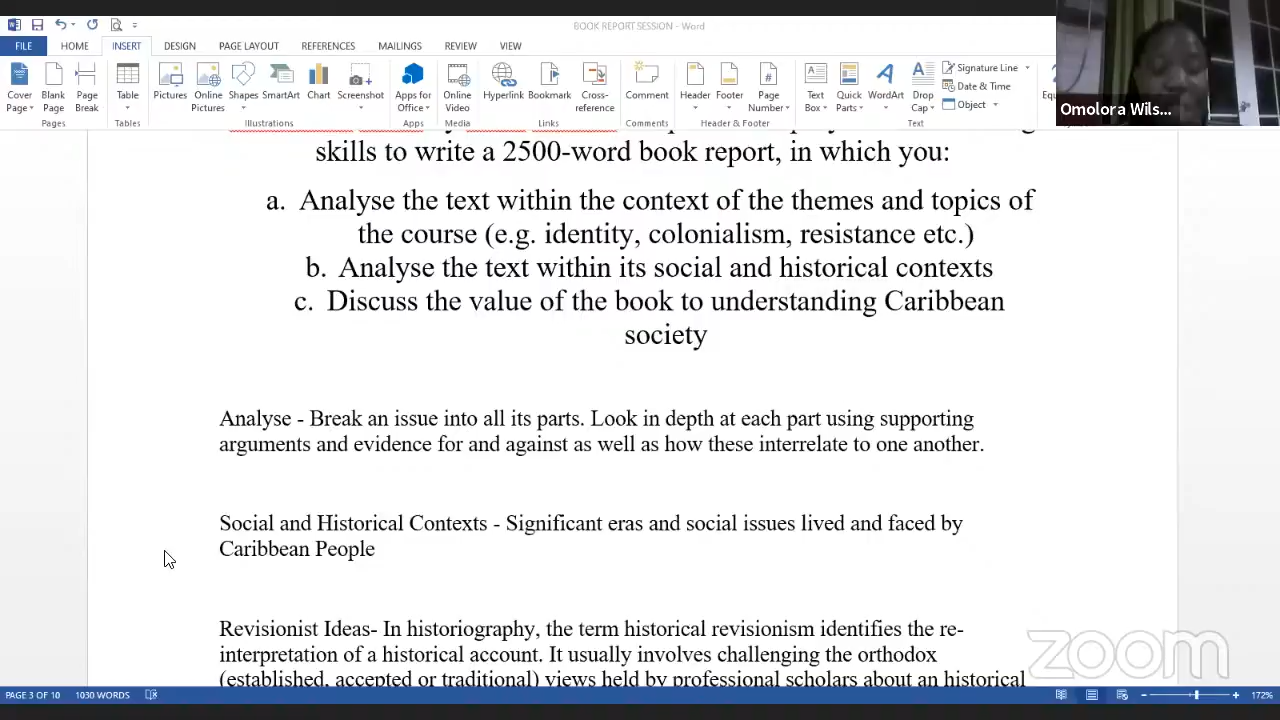 BOOK REPORT SESSION - Word
FILE HOME INSERT DESIGN PAGE LAYOUT REFERENCES MAILINGS REVIEW VIEW
Cover Page
Blank Page
Page Break
Table
Pictures
Online Pictures
Shapes
SmartArt
Chart
Screenshot
Apps for Office
Online Video
Hyperlink
Bookmark
Cross-reference
Comment
Header
Footer
Page Number
Text Box
Quick Parts
WordArt
Drop Cap
Signature Line
Date & Time
Object
Pages Tables Illustrations Apps Media Links Comments Header & Footer Text
Omolora Wils...
skills to write a 2500-word book report, in which you:
a. Analyse the text within the context of the themes and topics of
the course (e.g. identity, colonialism, resistance etc.)
b. Analyse the text within its social and historical contexts
c. Discuss the value of the book to understanding Caribbean
society
Analyse - Break an issue into all its parts. Look in depth at each part using supporting
arguments and evidence for and against as well as how these interrelate to one another.
Social and Historical Contexts - Significant eras and social issues lived and faced by
Caribbean People
Revisionist Ideas- In historiography, the term historical revisionism identifies the re-
interpretation of a historical account. It usually involves challenging the orthodox
(established, accepted or traditional) views held by professional scholars about an historical
zoom
PAGE 3 OF 10 1030 WORDS 172%